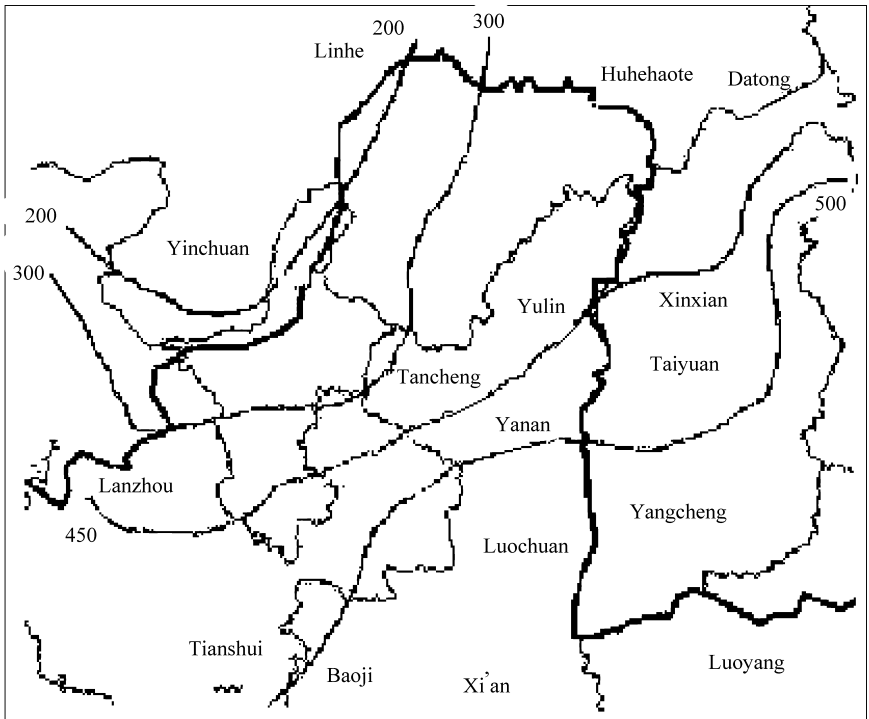 200
300
Linhe
Huhehaote
Datong
200
500
Yinchuan
300
Yulin
Xinxian
Taiyuan
Tancheng
Yanan
Lanzhou
Yangcheng
450
Luochuan
Tianshui
Baoji
Luoyang
Xi'an